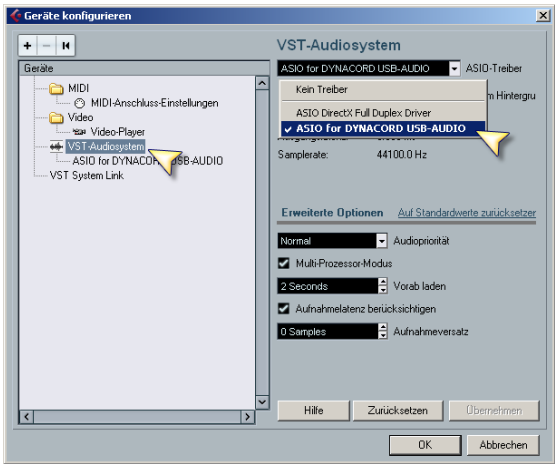 Geräte konfigurieren
VST-Audiosystem
Geräte
MIDI
MIDI-Anschluss-Einstellungen
Video
Video-Player
VST-Audiosystem
ASIO for DYNACORD USB-AUDIO
VST System Link
ASIO for DYNACORD USB-AUDIO
ASIO-Treiber
Kein Treiber
ASIO DirectX Full Duplex Driver
ASIO for DYNACORD USB-AUDIO
Samplerate:
44100.0 Hz
Erweiterte Optionen
Auf Standardwerte zurücksetzer
Normal
Audiopriorität
Multi-Prozessor-Modus
2 Seconds
Vorab laden
Aufnahmelatenz berücksichtigen
0 Samples
Aufnahmeversatz
Hilfe
Zurücksetzen
Übernehmen
OK
Abbrechen